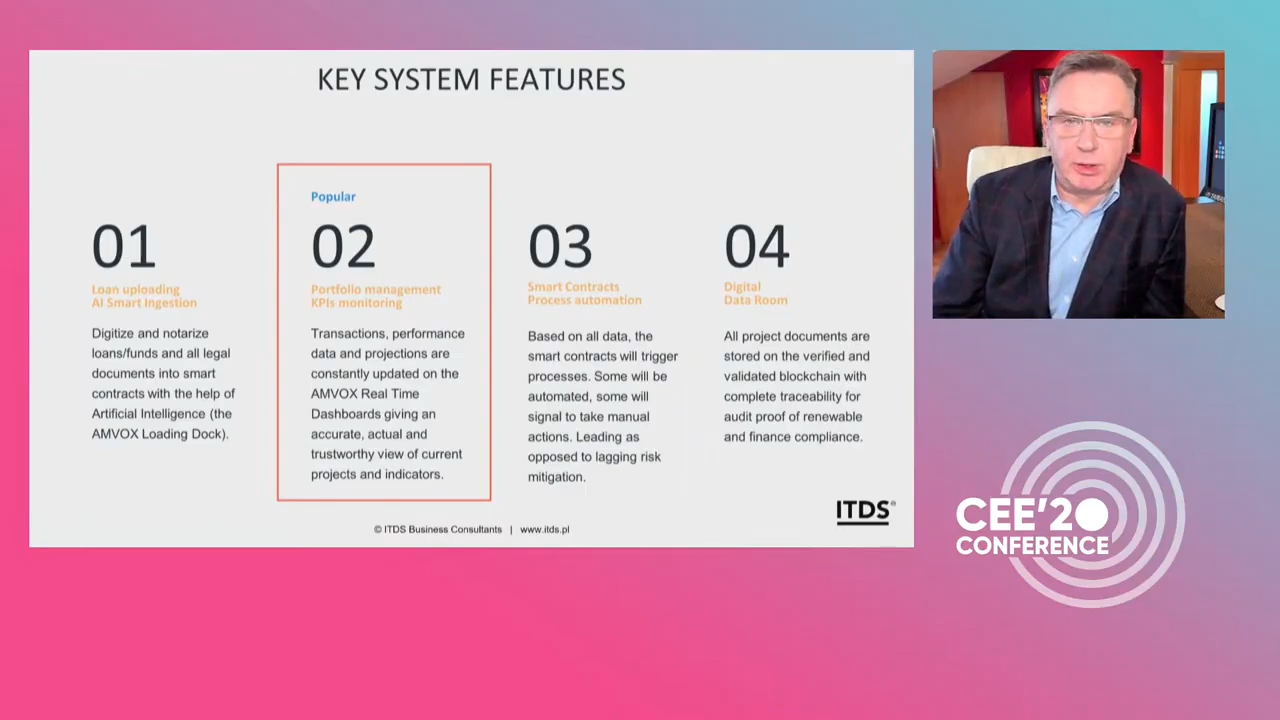 KEY SYSTEM FEATURES
01
Loan uploading
AI Smart Ingestion
Digitize and notarize
loans/funds and all legal
documents into smart
contracts with the help of
Artificial Intelligence (the
AMVOX Loading Dock).
Popular
02
Portfolio management
KPIs monitoring
Transactions, performance
data and projections are
constantly updated on the
AMVOX Real Time
Dashboards giving an
accurate, actual and
trustworthy view of current
projects and indicators.
03
Smart Contracts
Process automation
Based on all data, the
smart contracts will trigger
processes. Some will be
automated, some will
signal to take manual
actions. Leading as
opposed to lagging risk
mitigation.
04
Digital
Data Room
All project documents are
stored on the verified and
validated blockchain with
complete traceability for
audit proof of renewable
and finance compliance.
ITDS®
© ITDS Business Consultants | www.itds.pl
CEE'20
CONFERENCE